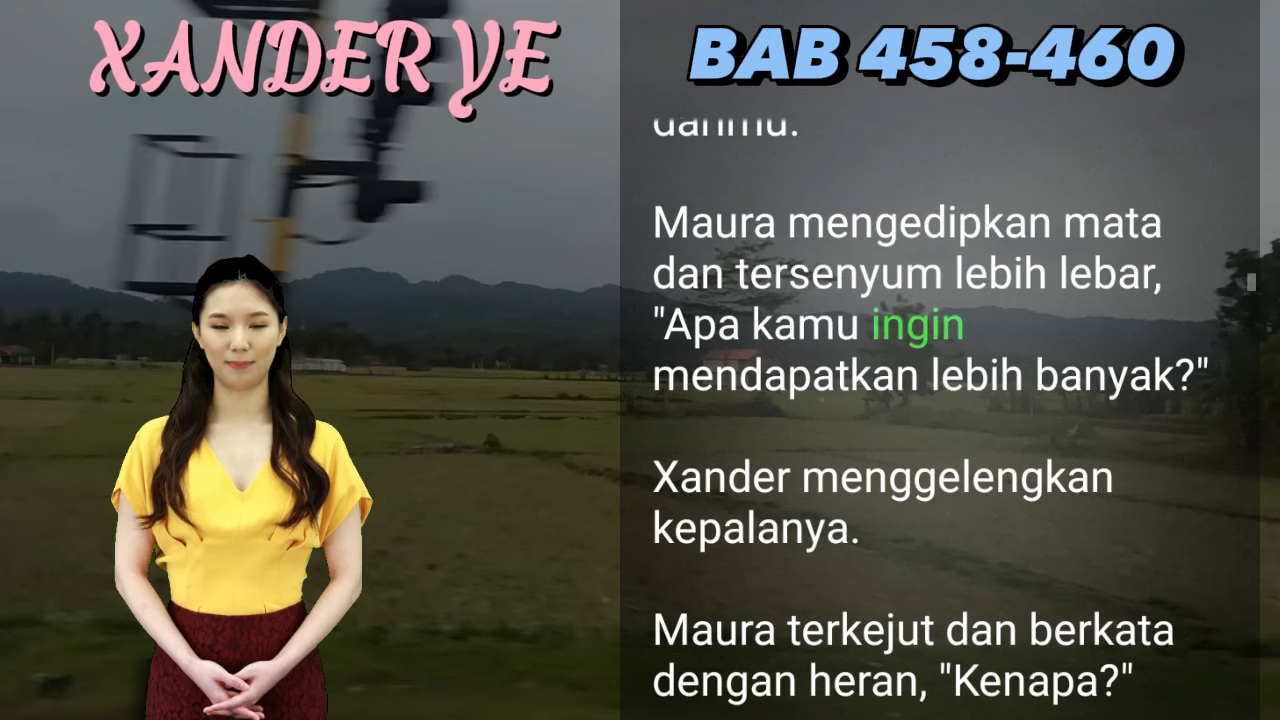 XANDER YE
BAB 458-460
Maura mengedipkan mata
dan tersenyum lebih lebar,
"Apa kamu ingin
mendapatkan lebih banyak?"
Xander menggelengkan
kepalanya.
Maura terkejut dan berkata
dengan heran, "Kenapa?"